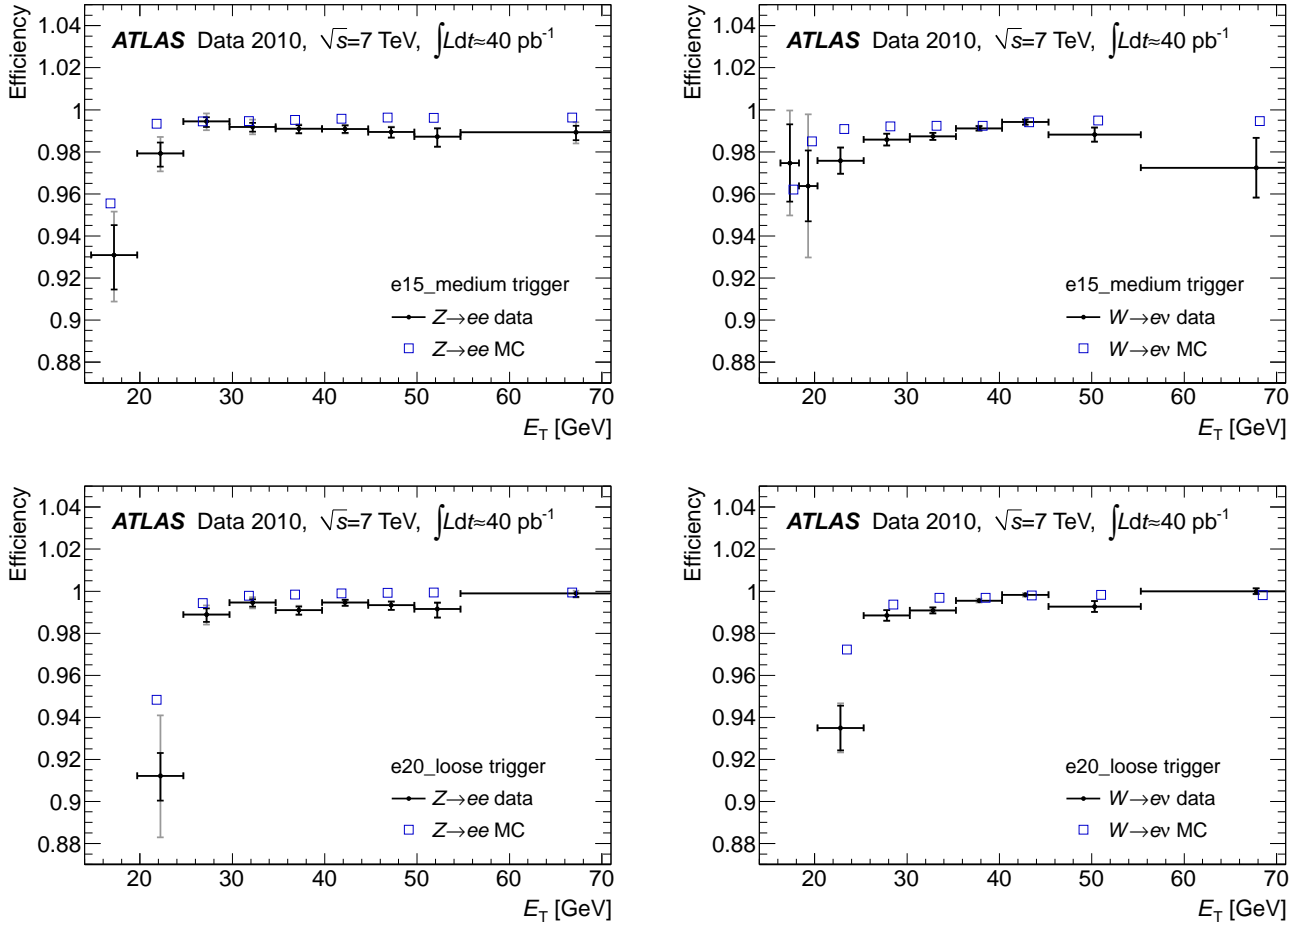 Efficiency
1.04
1.02
1
0.98
0.96
0.94
0.92
0.9
0.88
ATLAS Data 2010, √s=7 TeV, ∫Ldt≈40 pb⁻¹
e15_medium trigger
Z→ee data
Z→ee MC
20 30 40 50 60 70
E_T [GeV]
Efficiency
1.04
1.02
1
0.98
0.96
0.94
0.92
0.9
0.88
ATLAS Data 2010, √s=7 TeV, ∫Ldt≈40 pb⁻¹
e15_medium trigger
W→eν data
W→eν MC
20 30 40 50 60 70
E_T [GeV]
Efficiency
1.04
1.02
1
0.98
0.96
0.94
0.92
0.9
0.88
ATLAS Data 2010, √s=7 TeV, ∫Ldt≈40 pb⁻¹
e20_loose trigger
Z→ee data
Z→ee MC
20 30 40 50 60 70
E_T [GeV]
Efficiency
1.04
1.02
1
0.98
0.96
0.94
0.92
0.9
0.88
ATLAS Data 2010, √s=7 TeV, ∫Ldt≈40 pb⁻¹
e20_loose trigger
W→eν data
W→eν MC
20 30 40 50 60 70
E_T [GeV]